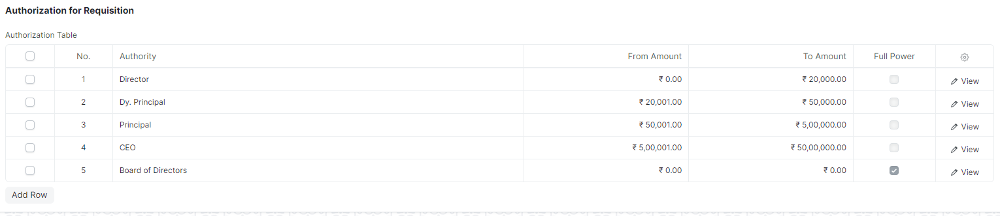 Authorization for Requisition
Authorization Table
No. Authority From Amount To Amount Full Power
1 Director ₹ 0.00 ₹ 20,000.00 View
2 Dy. Principal ₹ 20,001.00 ₹ 50,000.00 View
3 Principal ₹ 50,001.00 ₹ 5,00,000.00 View
4 CEO ₹ 5,00,001.00 ₹ 50,00,000.00 View
5 Board of Directors ₹ 0.00 ₹ 0.00 View
Add Row